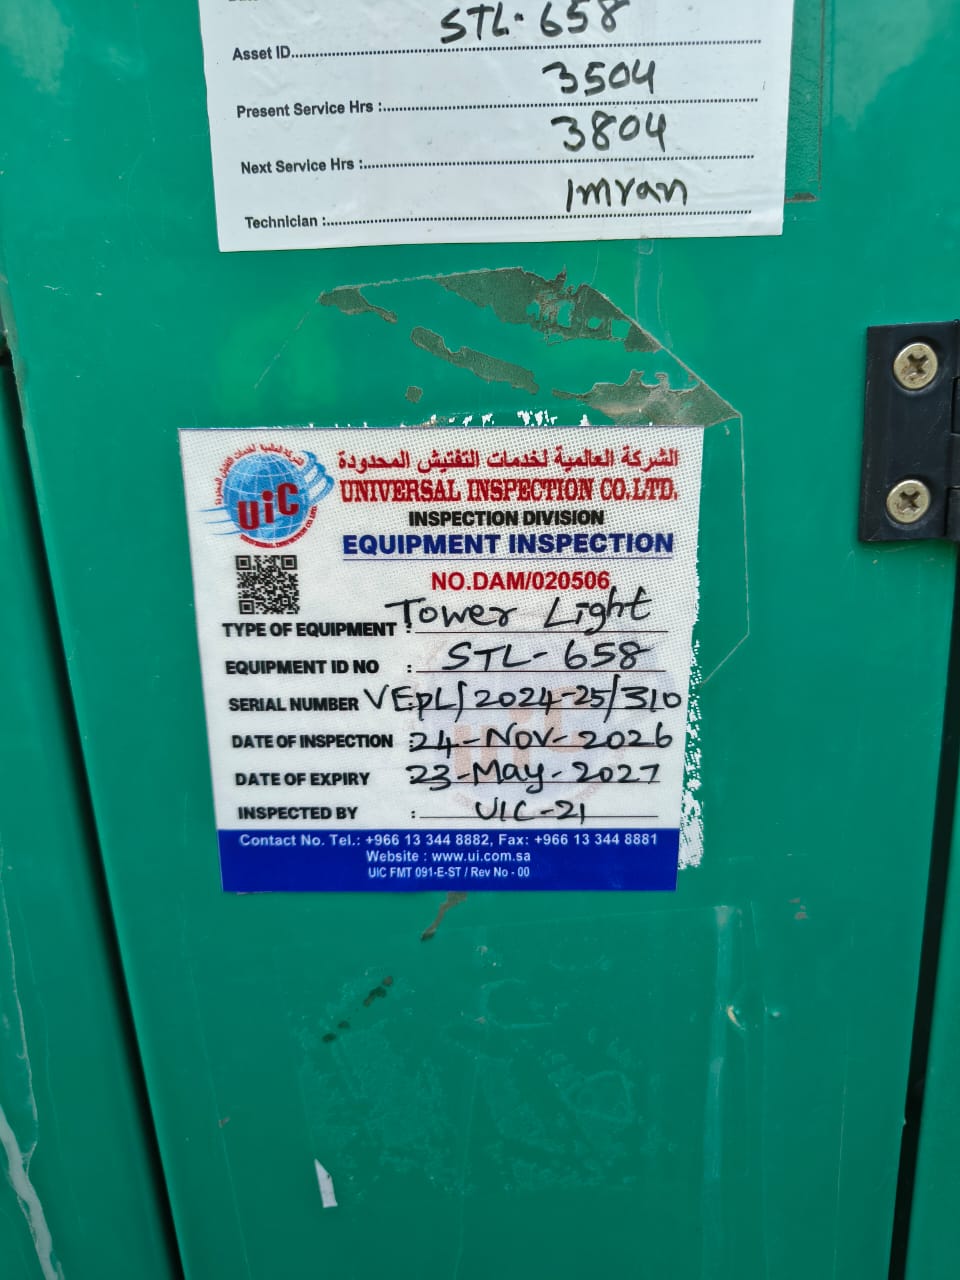 STL-658
Asset ID
3504
Present Service Hrs :
3804
Next Service Hrs :
Imran
Technician :
الشركة العالمية لخدمات التفتيش المحدودة
UNIVERSAL INSPECTION CO.LTD.
UiC
INSPECTION DIVISION
EQUIPMENT INSPECTION
NO.DAM/020506
TYPE OF EQUIPMENT : Tower Light
EQUIPMENT ID NO : STL-658
SERIAL NUMBER VEPL/2024-25/310
DATE OF INSPECTION : 24-Nov-2026
DATE OF EXPIRY 23-May-2027
INSPECTED BY : UIC-21
Contact No. Tel.: +966 13 344 8882, Fax: +966 13 344 8881
Website : www.ui.com.sa
UIC FMT 091-E-ST / Rev No - 00